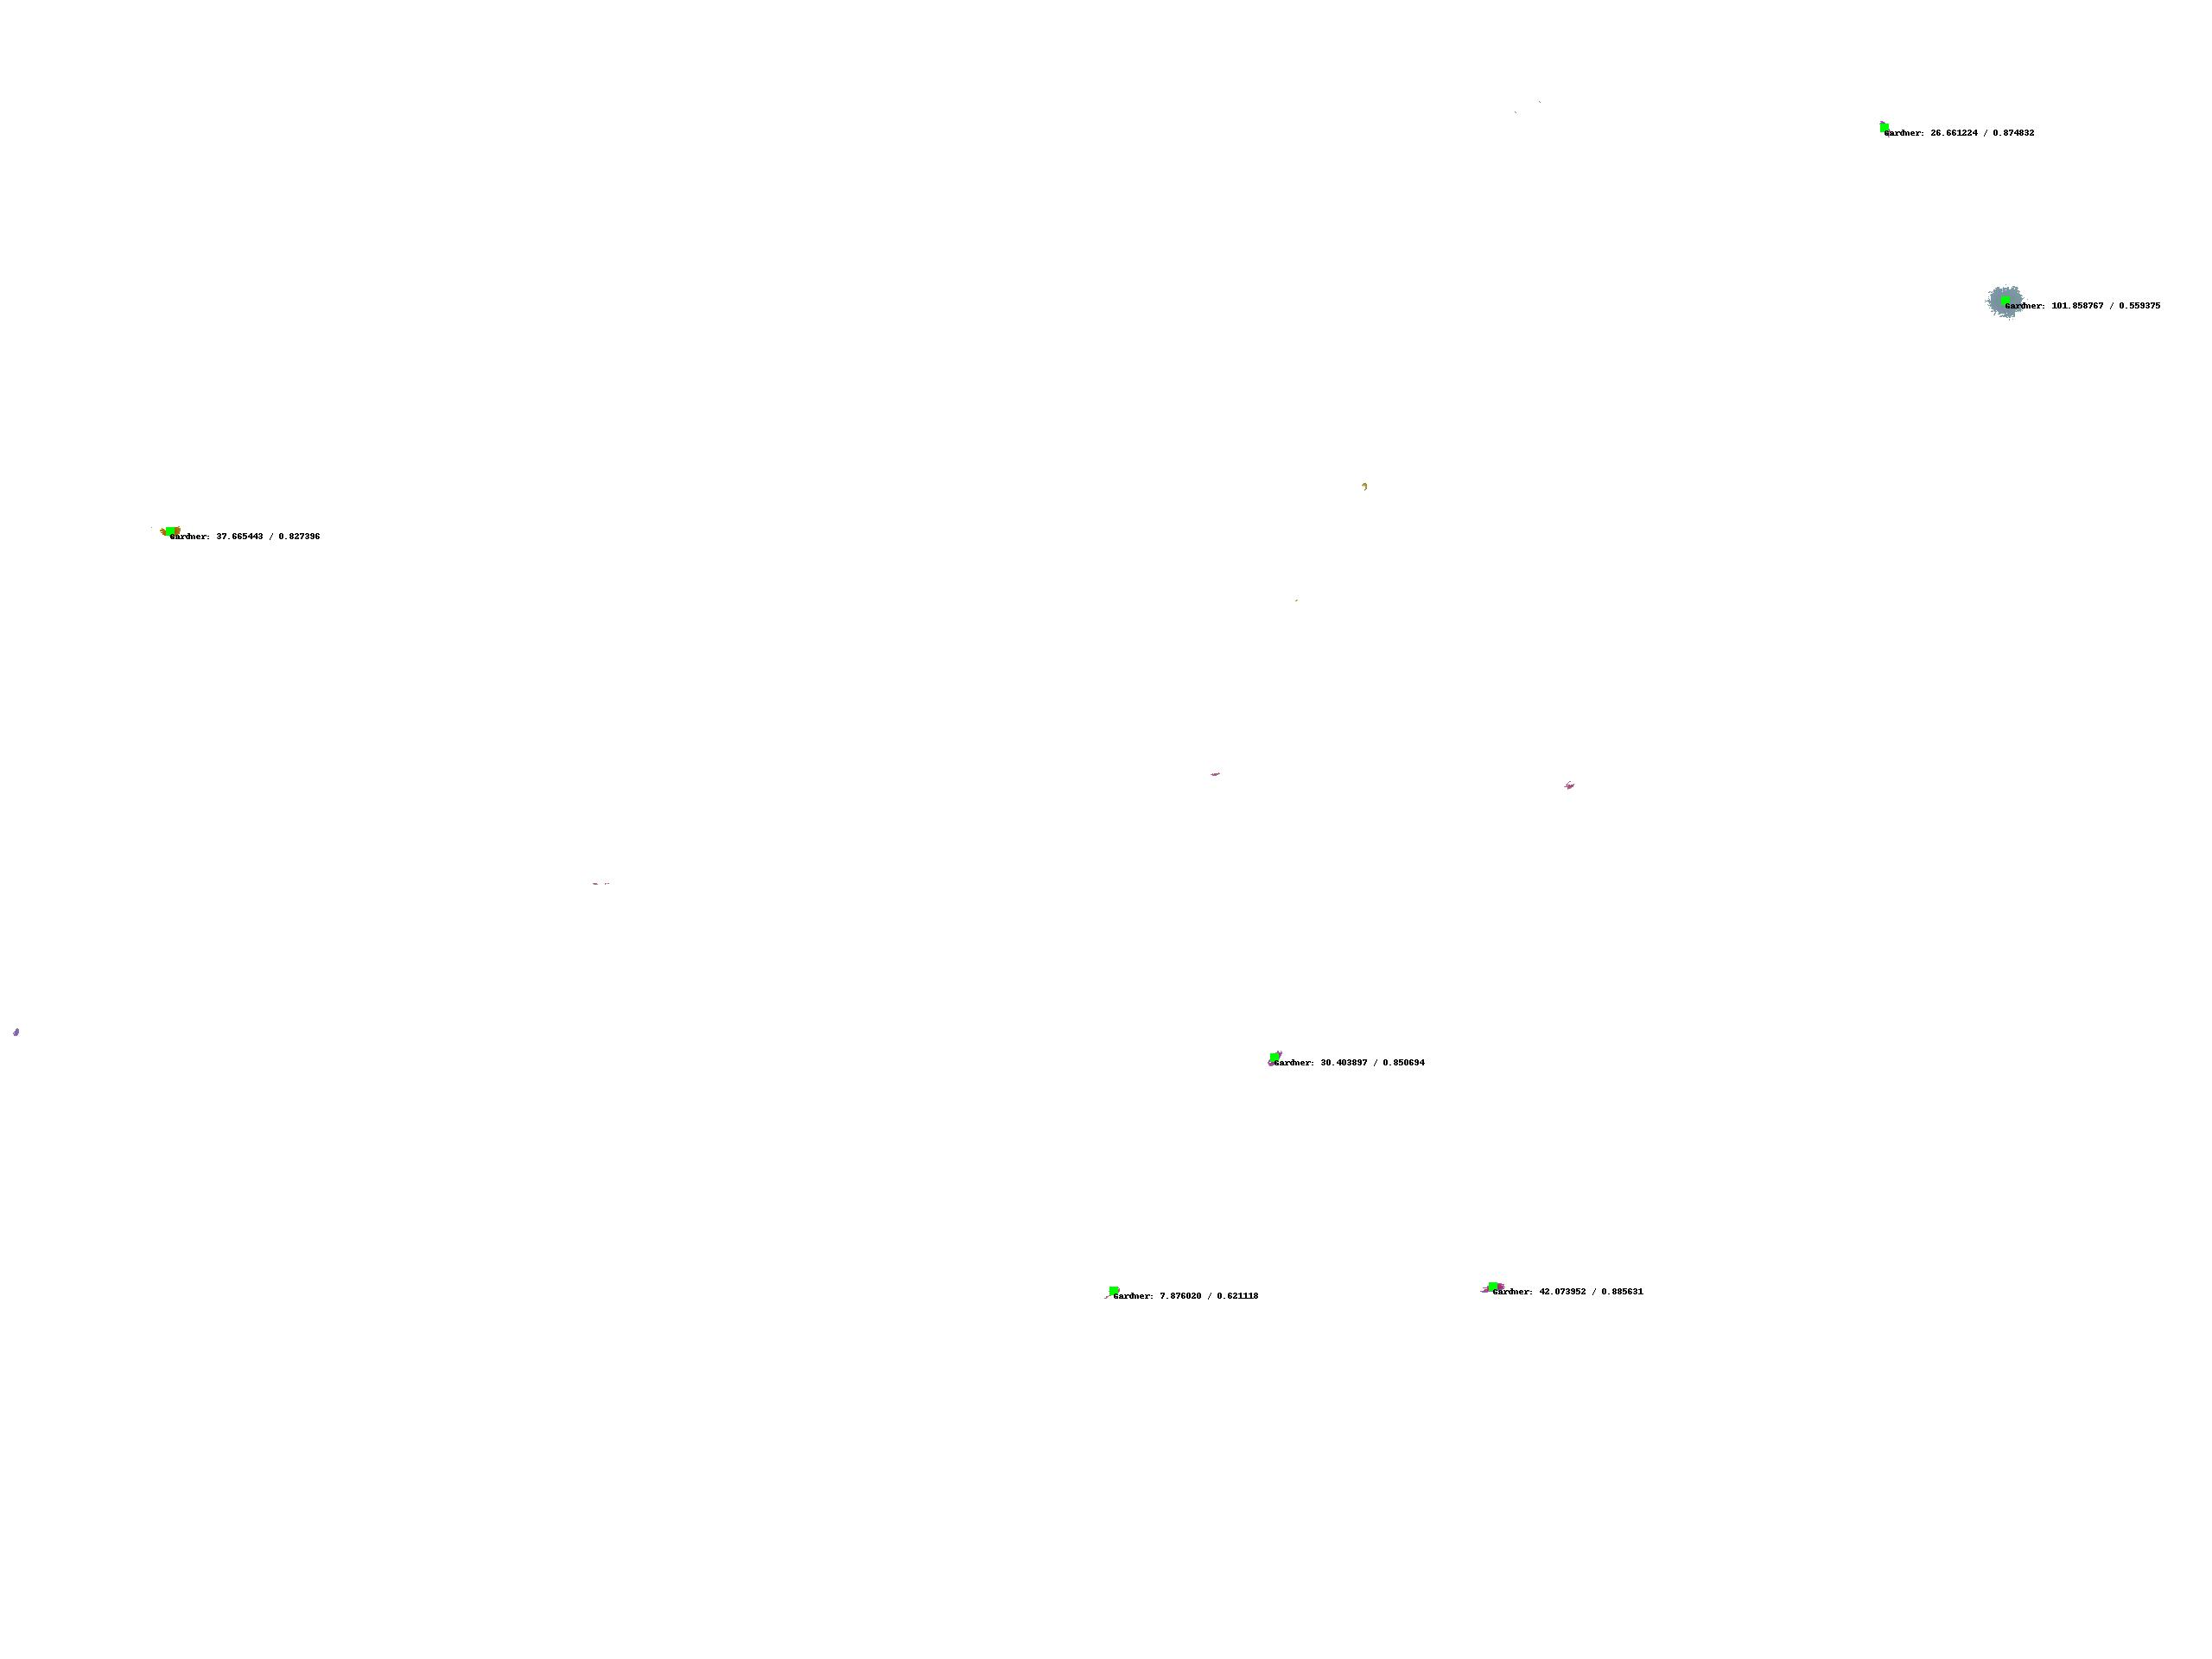 Gardner: 26.661224 / 0.874832
Gardner: 101.858767 / 0.559375
Gardner: 37.665443 / 0.827396
Gardner: 30.403897 / 0.850694
Gardner: 7.876020 / 0.621118
Gardner: 42.073952 / 0.885631